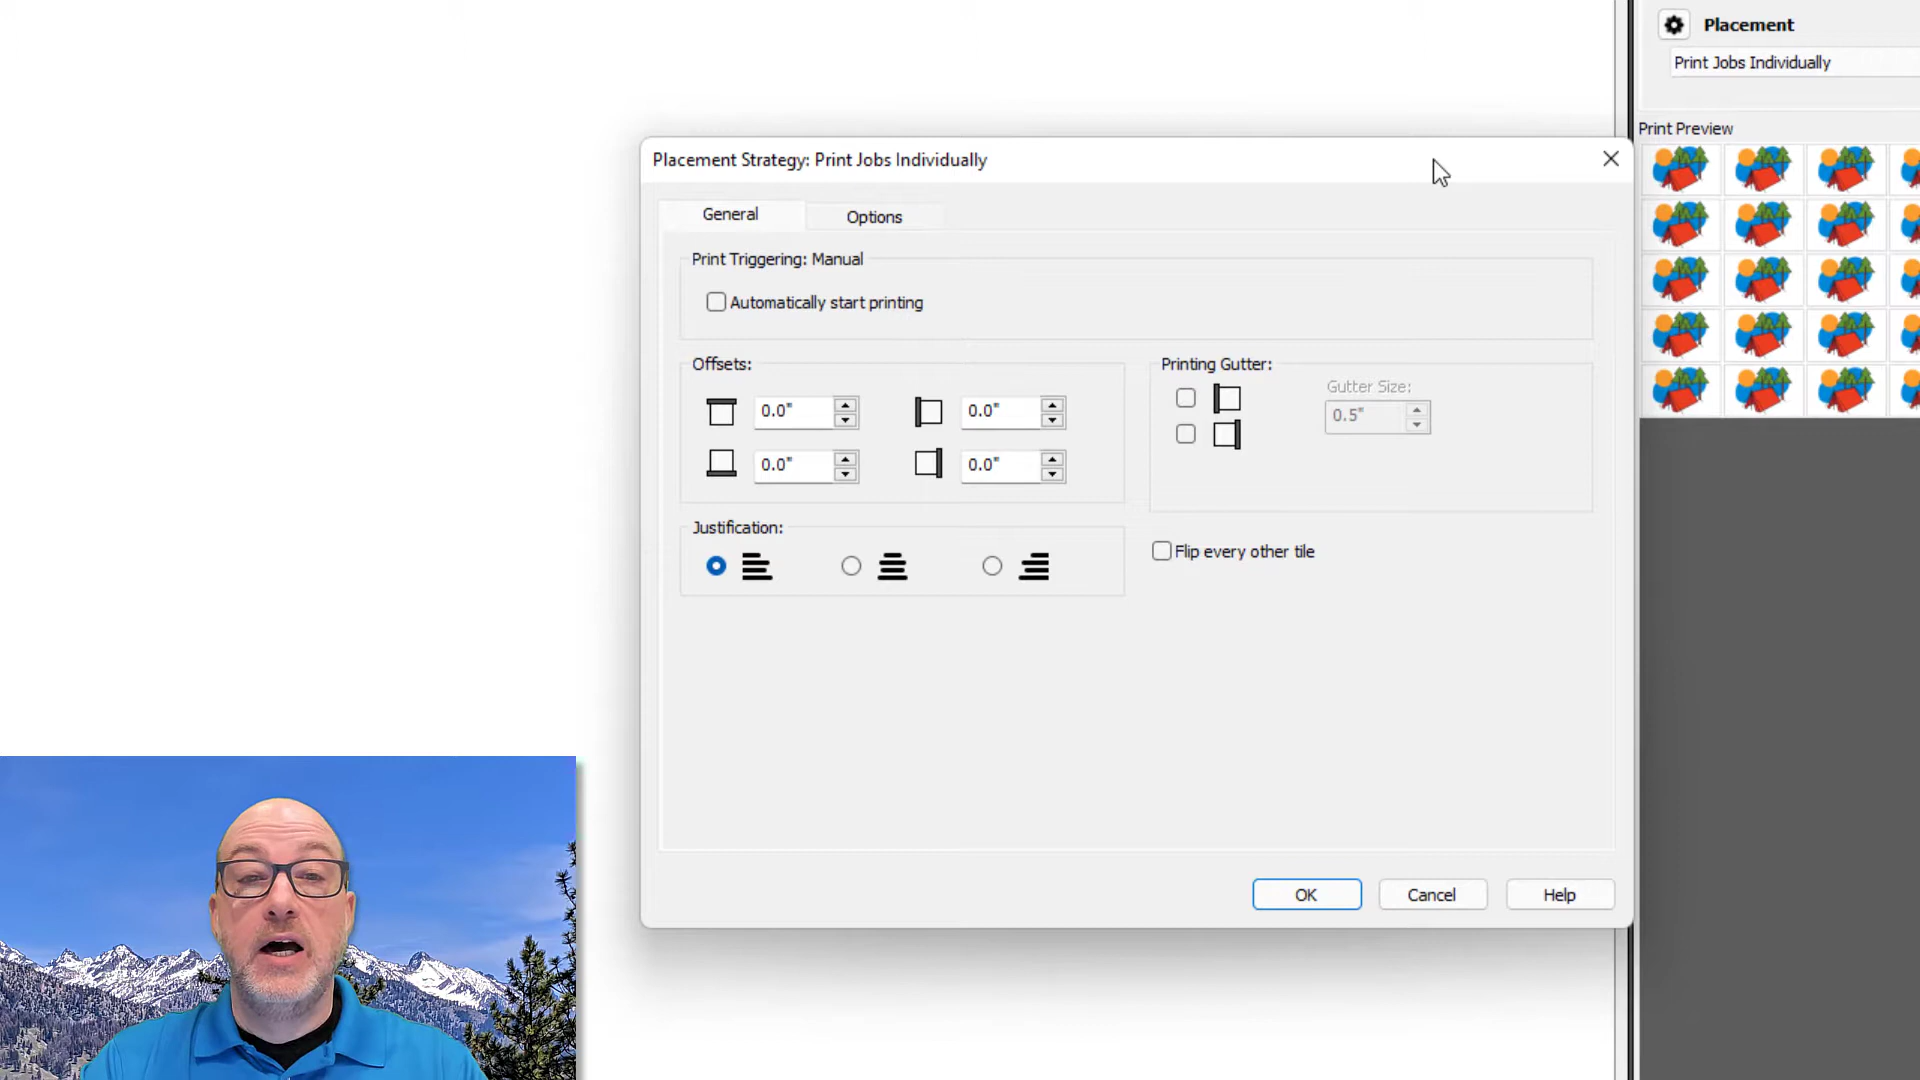 Placement
Print Jobs Individually
Print Preview
Placement Strategy: Print Jobs Individually
General
Options
Print Triggering: Manual
Automatically start printing
Offsets:
0.0"
0.0"
0.0"
0.0"
Printing Gutter:
Gutter Size:
0.5"
Justification:
Flip every other tile
OK
Cancel
Help